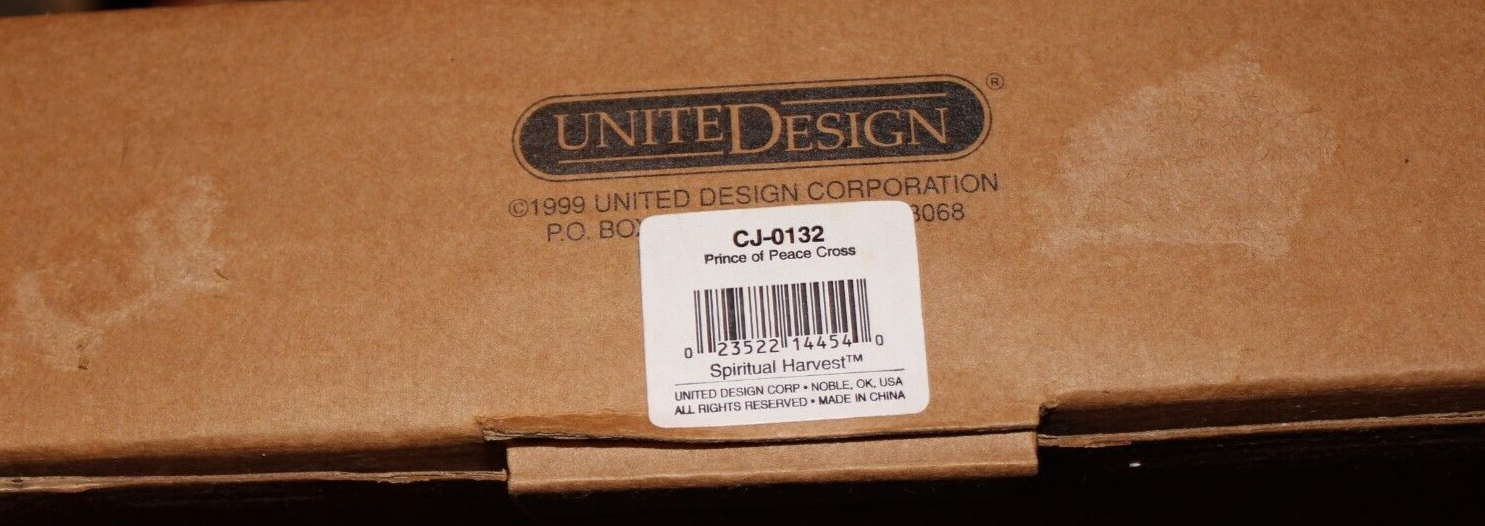 UNITEDESIGN ®
©1999 UNITED DESIGN CORPORATION
P.O. BOX 3068
CJ-0132
Prince of Peace Cross
0 23522 14454 0
Spiritual Harvest™
UNITED DESIGN CORP • NOBLE, OK, USA
ALL RIGHTS RESERVED • MADE IN CHINA